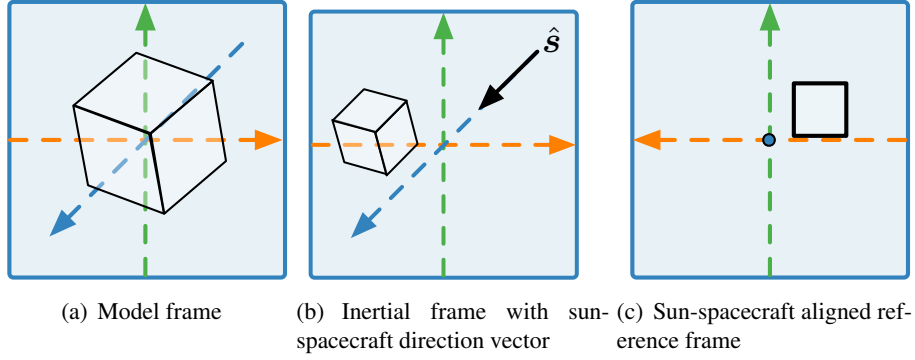 ŝ
(a) Model frame
(b) Inertial frame with sun-
spacecraft direction vector
(c) Sun-spacecraft aligned ref-
erence frame